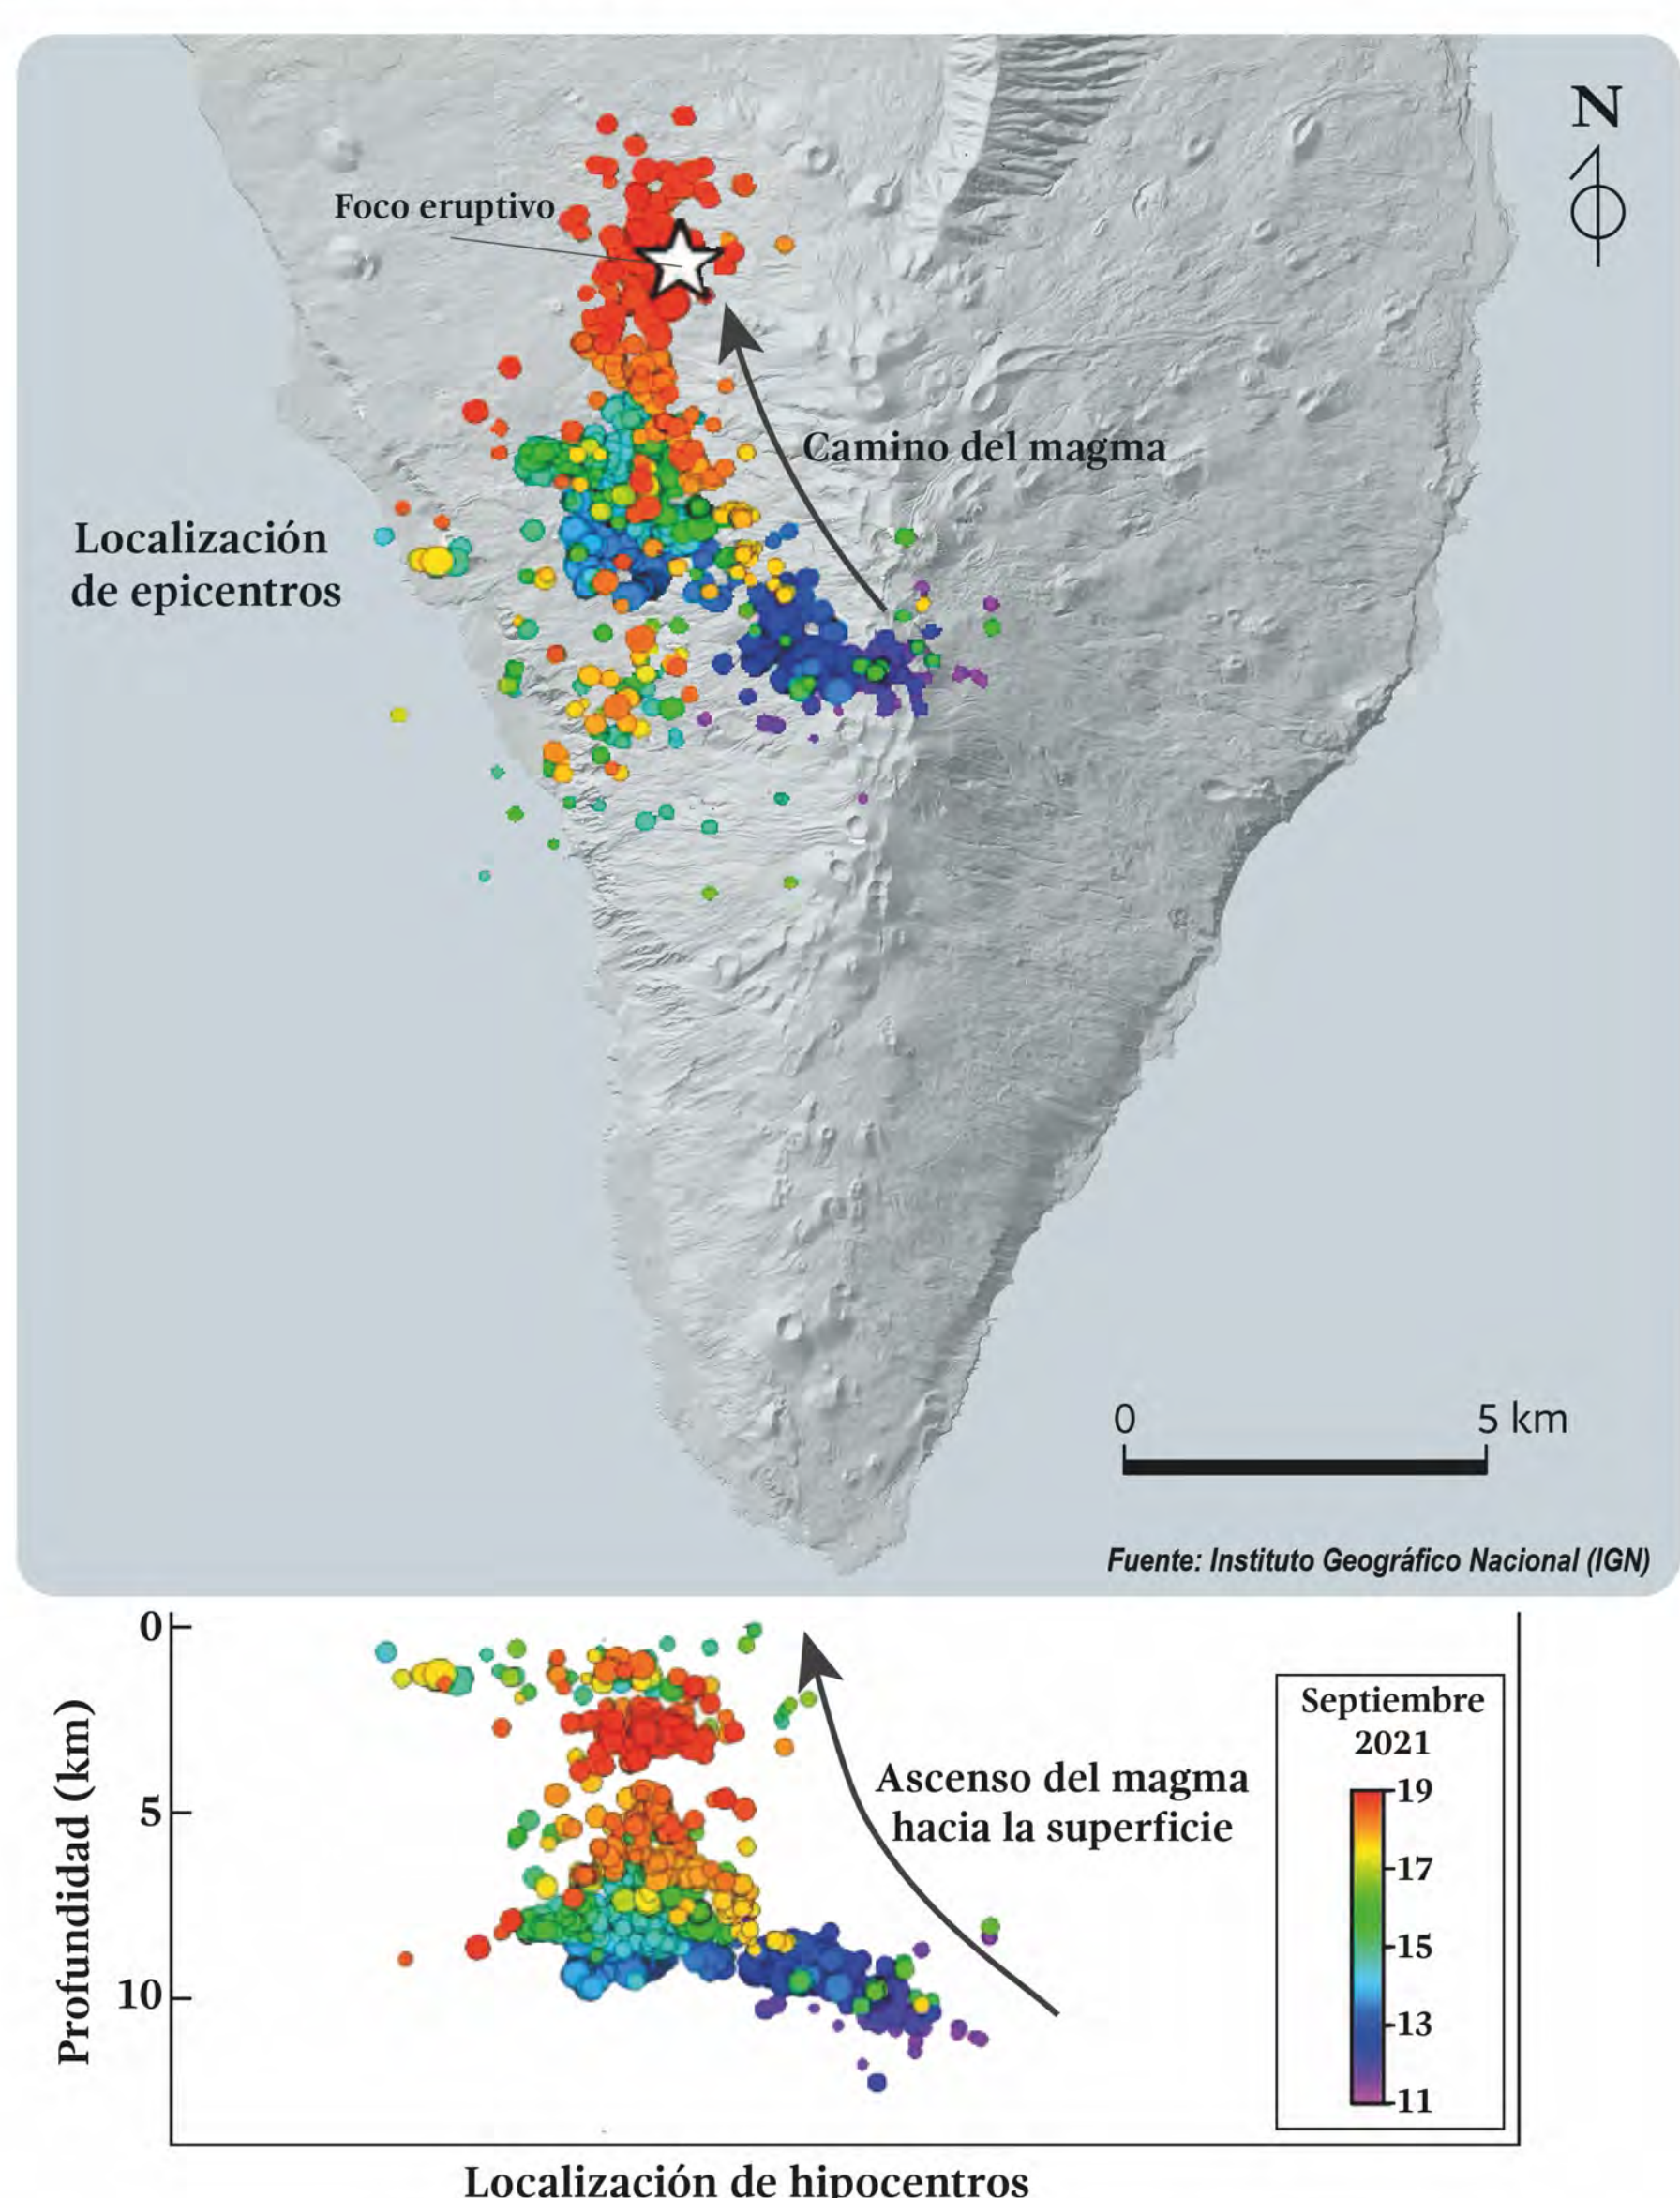 N
Foco eruptivo
Camino del magma
Localización
de epicentros
0 5 km
Fuente: Instituto Geográfico Nacional (IGN)
0
5
10
Profundidad (km)
Ascenso del magma
hacia la superficie
Septiembre
2021
19
17
15
13
11
Localización de hipocentros